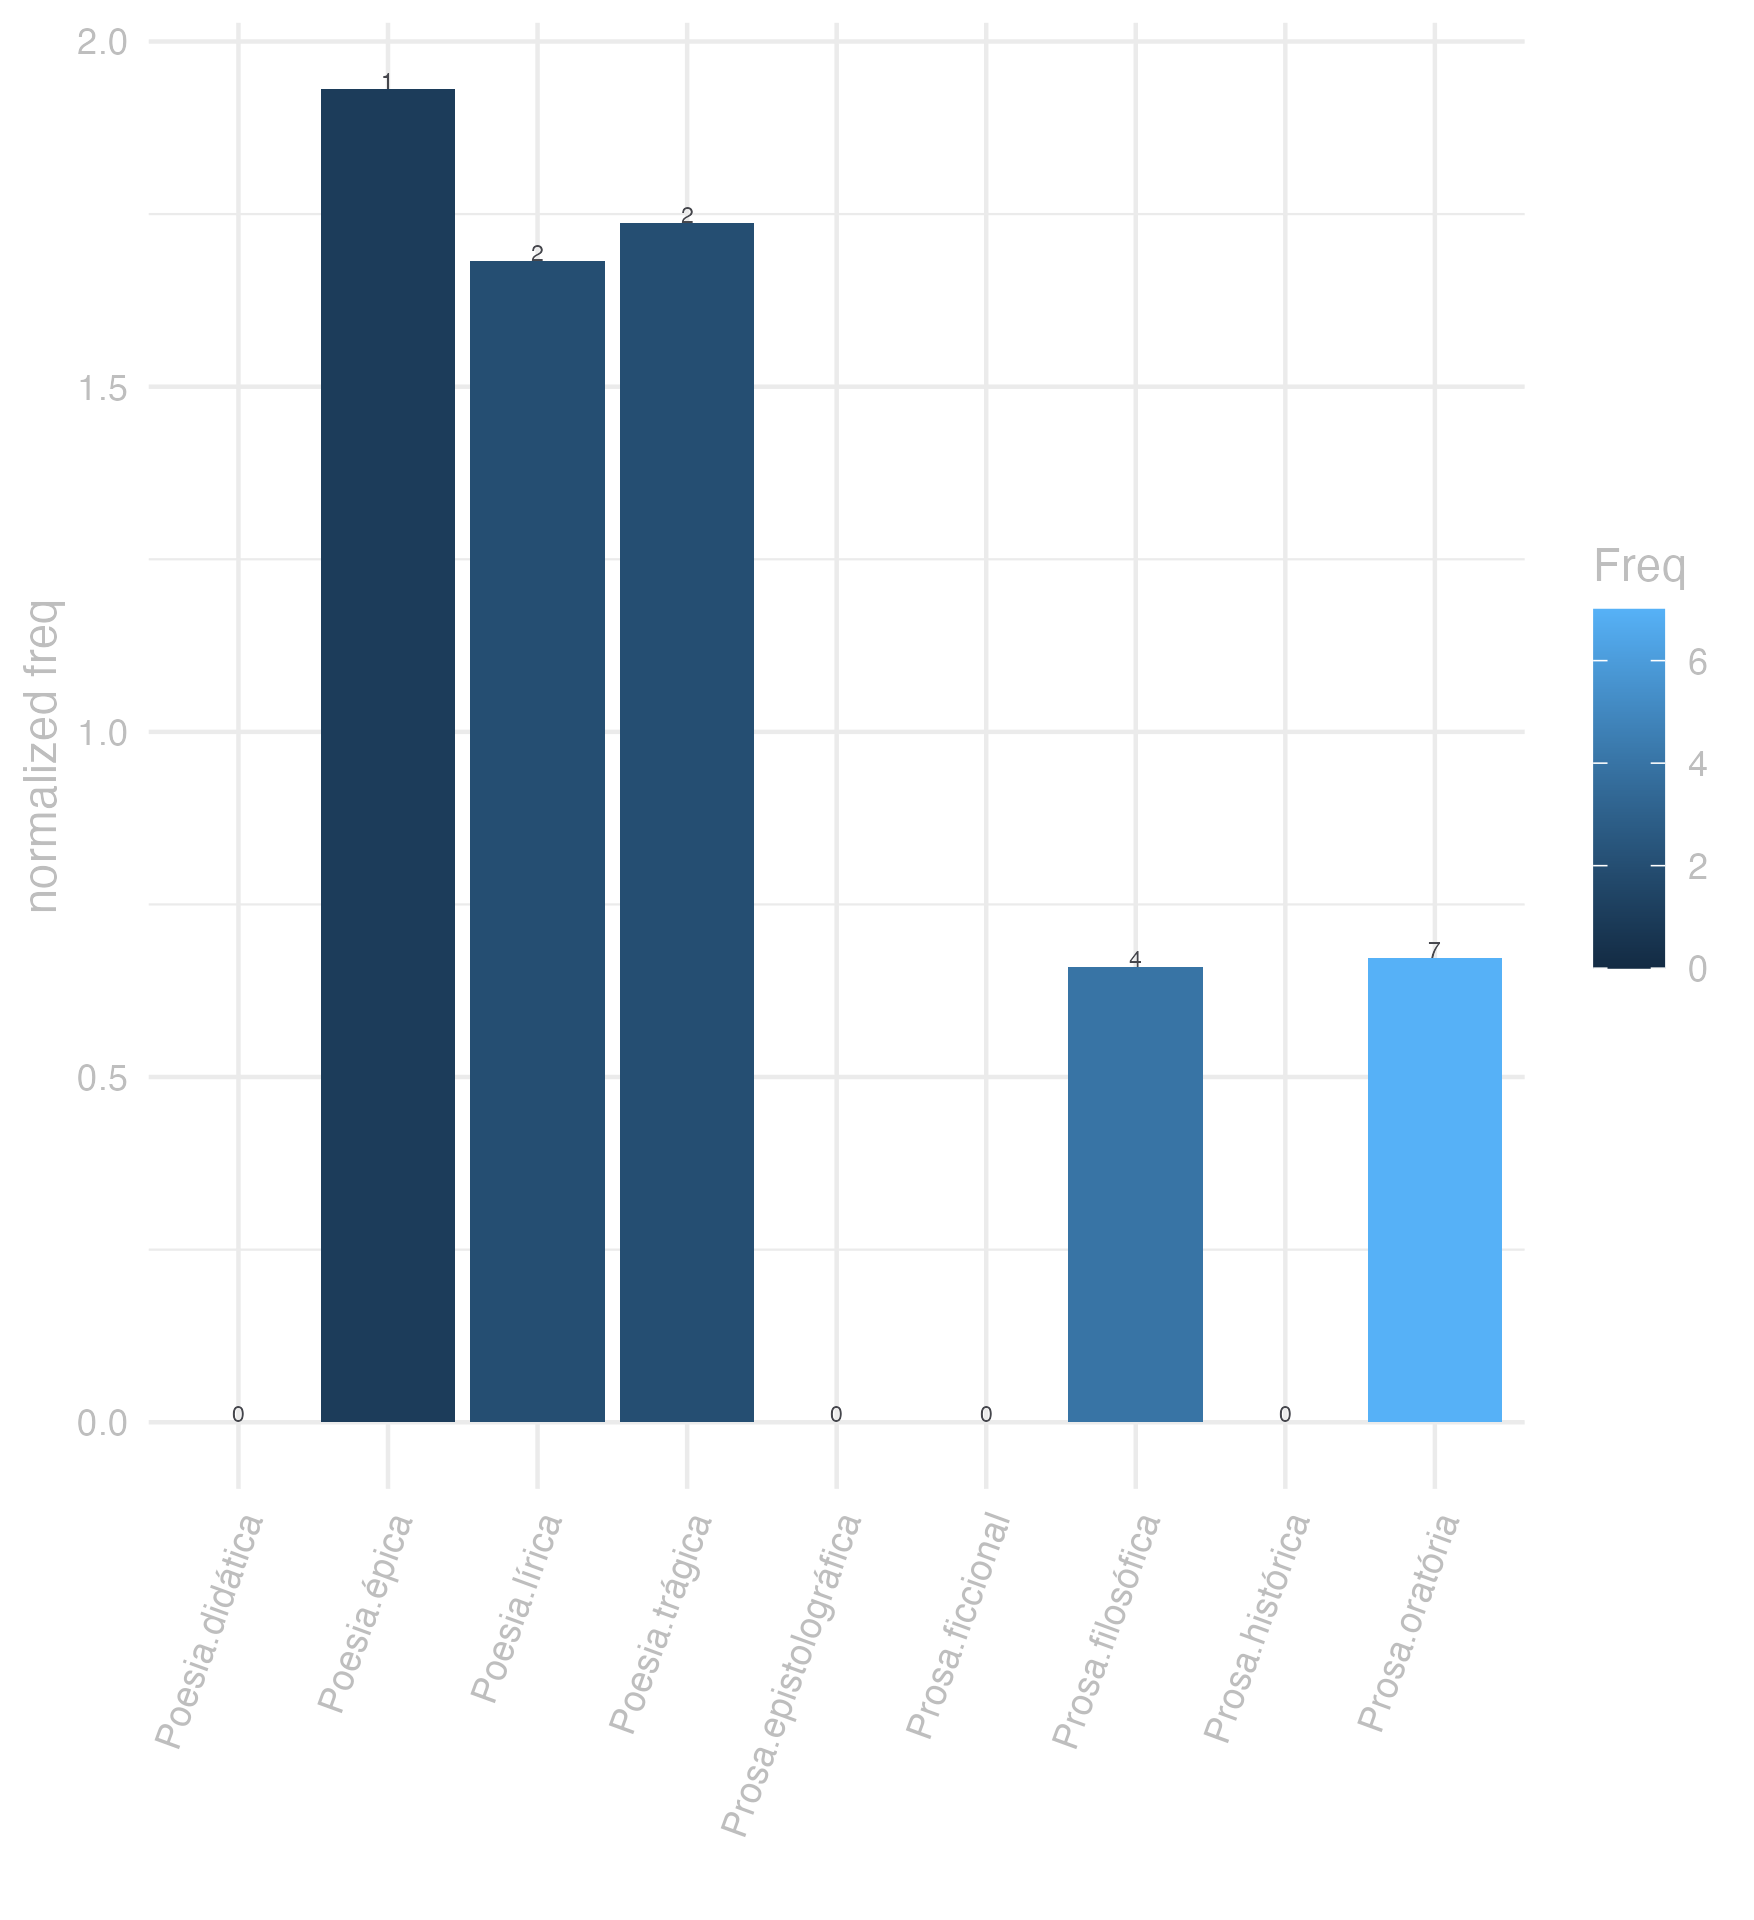 2.0
1.5
1.0
0.5
0.0
normalized freq
0
1
2
2
0
0
4
0
7
Poesia.didática
Poesia.épica
Poesia.lírica
Poesia.trágica
Prosa.epistolográfica
Prosa.ficcional
Prosa.filosófica
Prosa.histórica
Prosa.oratória
Freq
6
4
2
0